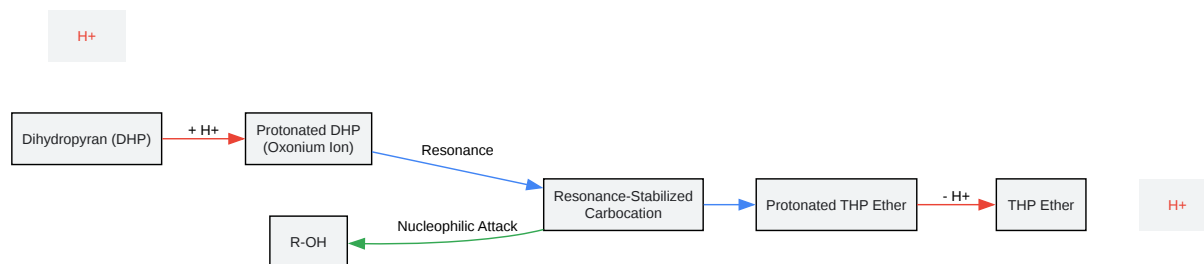 H+
Dihydropyran (DHP)
+ H+
Protonated DHP
(Oxonium Ion)
Resonance
Resonance-Stabilized
Carbocation
Nucleophilic Attack
R-OH
Protonated THP Ether
- H+
THP Ether
H+